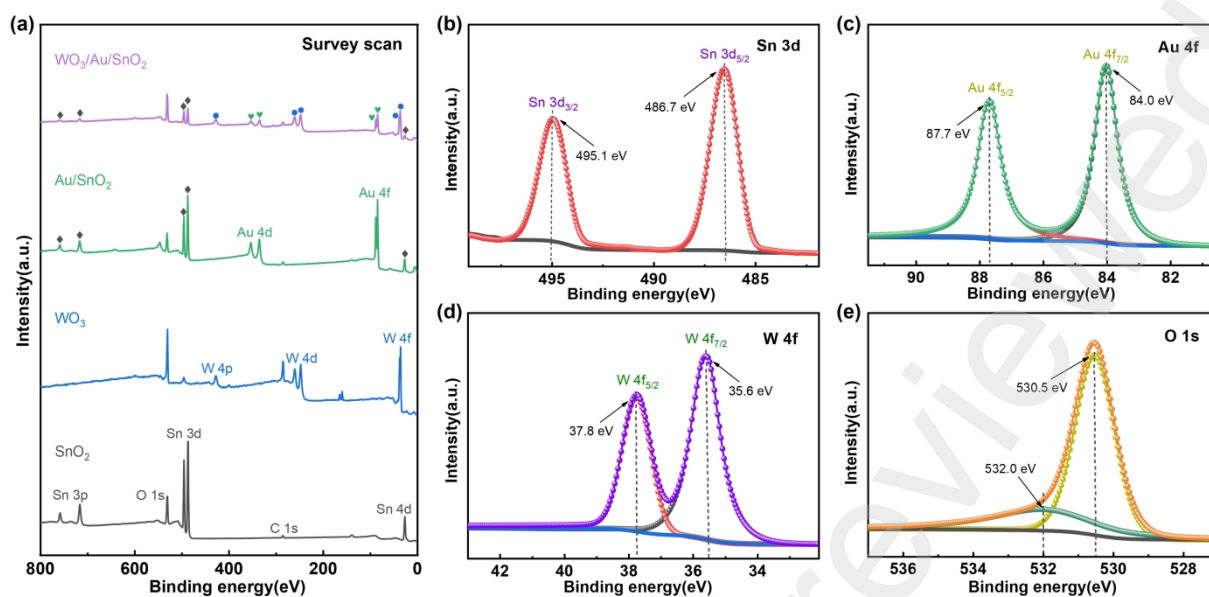 (a)
Survey scan
WO3/Au/SnO2
Au/SnO2
Au 4f
Au 4d
WO3
W 4f
W 4p
W 4d
SnO2
Sn 3d
Sn 3p
O 1s
C 1s
Sn 4d
800 600 400 200 0
Binding energy(eV)
Intensity(a.u.)
(b)
Sn 3d
Sn 3d5/2
486.7 eV
Sn 3d3/2
495.1 eV
495 490 485
Binding energy(eV)
Intensity(a.u.)
(c)
Au 4f
Au 4f7/2
Au 4f5/2
84.0 eV
87.7 eV
90 88 86 84 82
Binding energy(eV)
Intensity(a.u.)
(d)
W 4f
W 4f7/2
W 4f5/2
35.6 eV
37.8 eV
42 40 38 36 34
Binding energy(eV)
Intensity(a.u.)
(e)
O 1s
530.5 eV
532.0 eV
536 534 532 530 528
Binding energy(eV)
Intensity(a.u.)
viewed